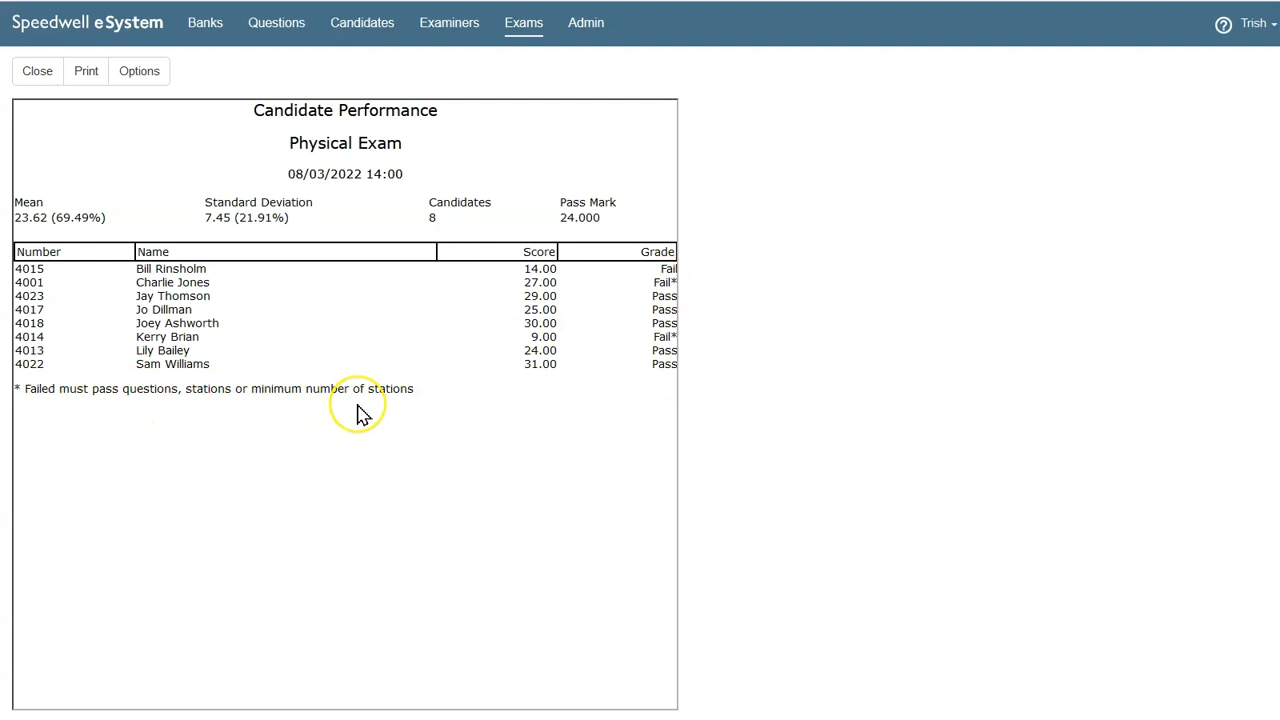 Speedwell eSystem Banks Questions Candidates Examiners Exams Admin ? Trish
Close Print Options
Candidate Performance
Physical Exam
08/03/2022 14:00
Mean Standard Deviation Candidates Pass Mark
23.62 (69.49%) 7.45 (21.91%) 8 24.000
Number Name Score Grade
4015 Bill Rinsholm 14.00 Fail
4001 Charlie Jones 27.00 Fail*
4023 Jay Thomson 29.00 Pass
4017 Jo Dillman 25.00 Pass
4018 Joey Ashworth 30.00 Pass
4014 Kerry Brian 9.00 Fail*
4013 Lily Bailey 24.00 Pass
4022 Sam Williams 31.00 Pass
* Failed must pass questions, stations or minimum number of stations